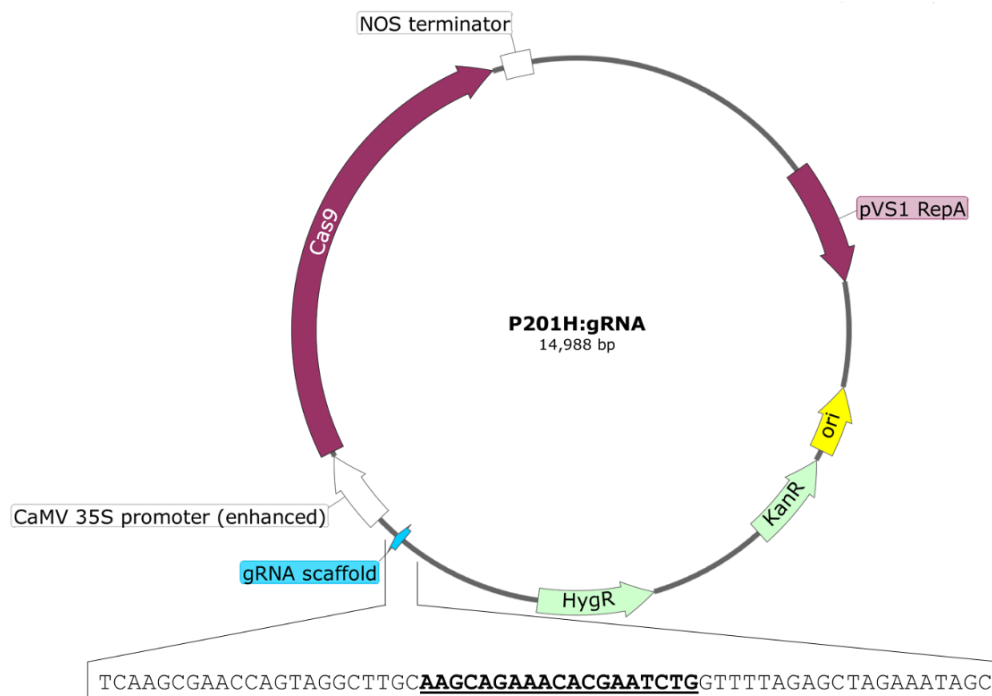 NOS terminator
Cas9
pVS1 RepA
P201H:gRNA
14,988 bp
ori
KanR
CaMV 35S promoter (enhanced)
gRNA scaffold
HygR
TCAAGCGAACCAGTAGGCTTGCAAGCAGAAACACGAATCTGGTTTTAGAGCTAGAAATAGC